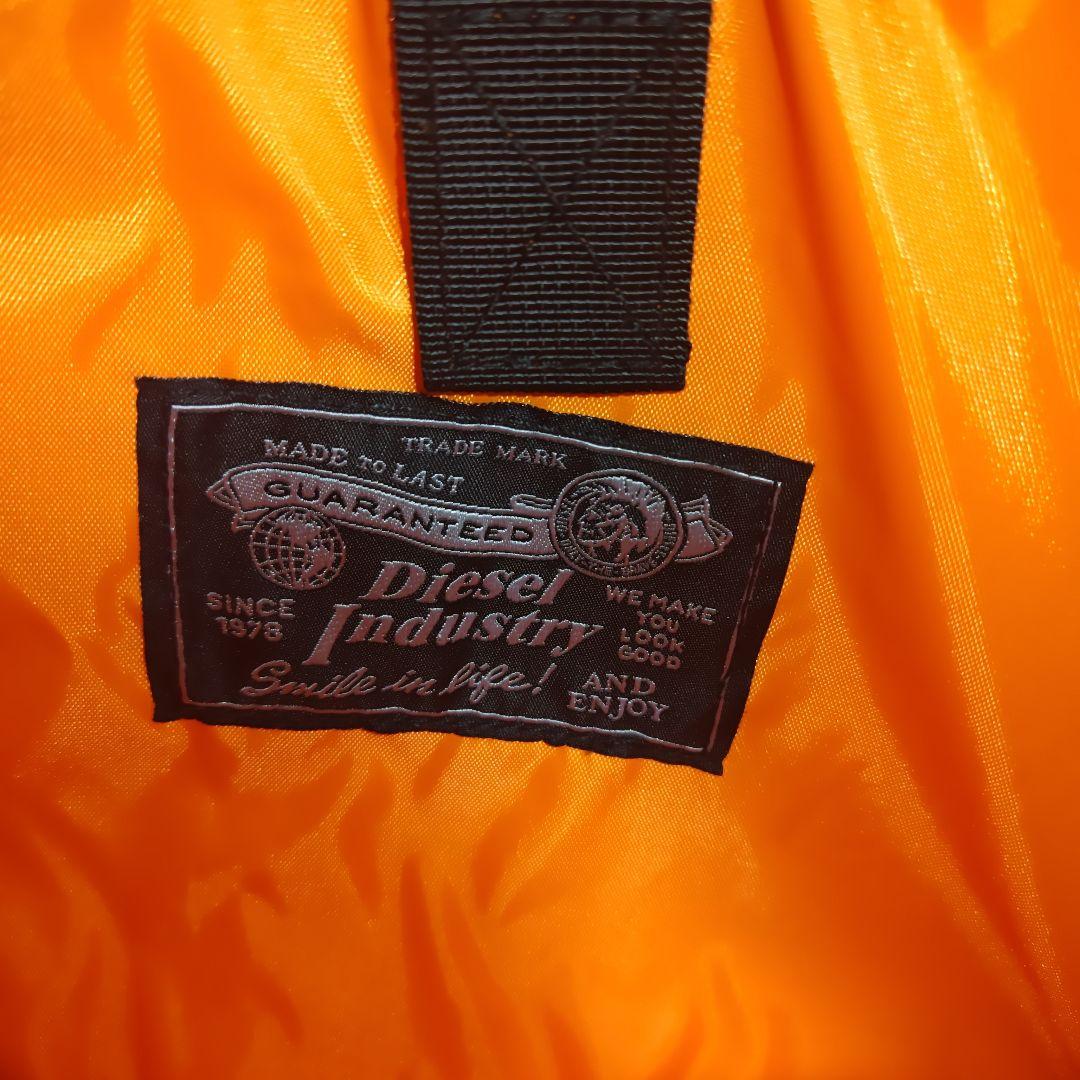 TRADE MARK
MADE TO LAST
GUARANTEED
Diesel
Industry
SINCE
1978
WE MAKE
YOU
LOOK
GOOD
Smile in life!
AND
ENJOY